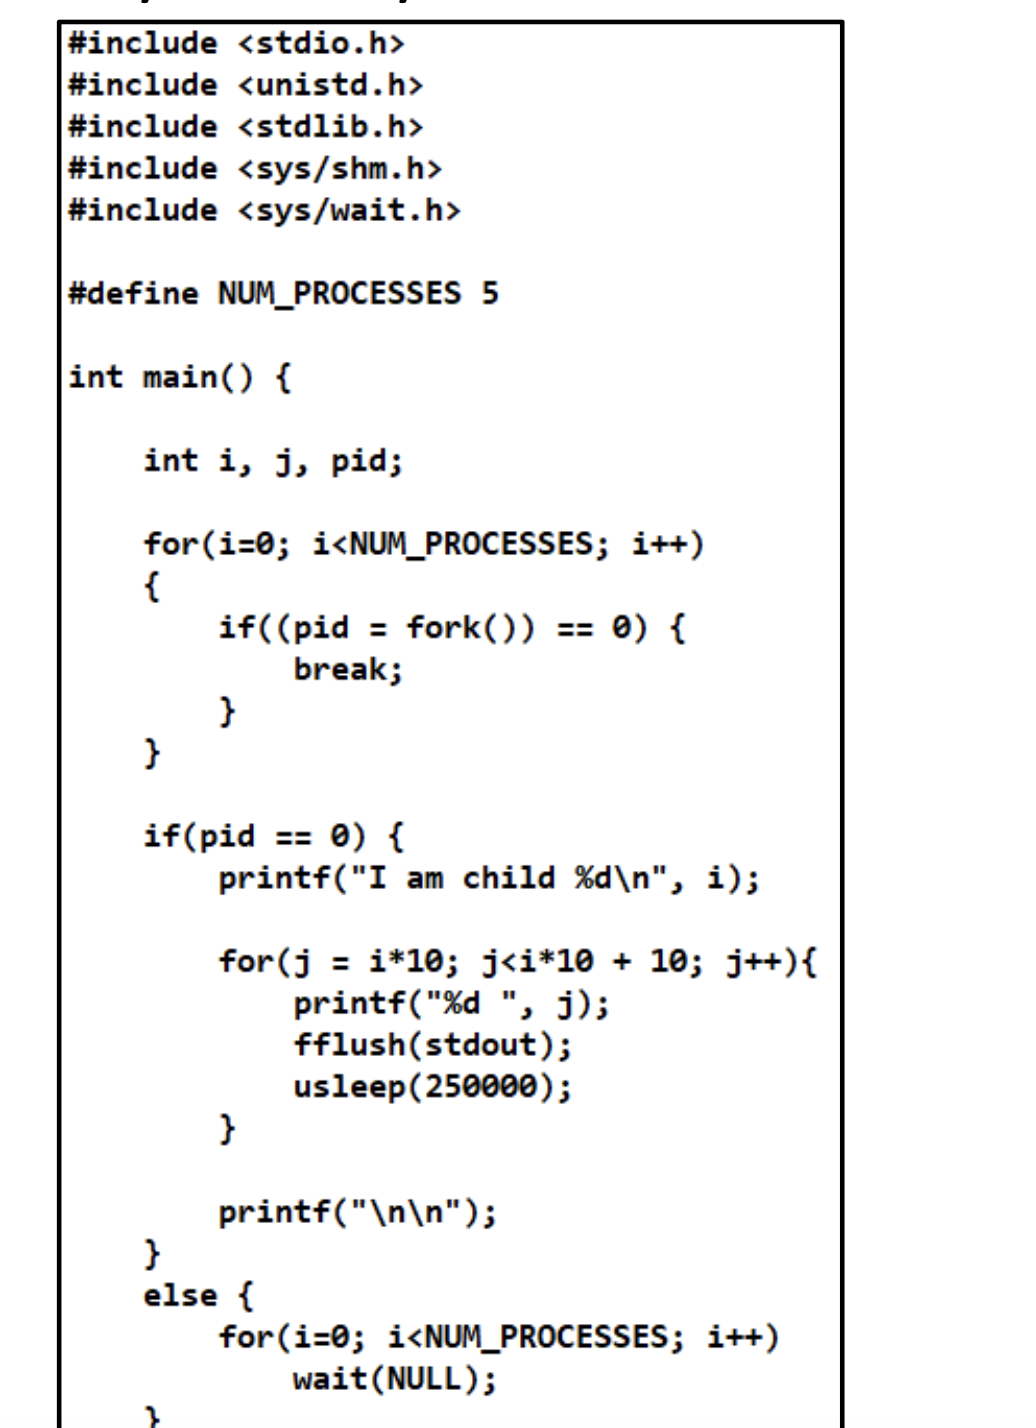 #include <stdio.h>
#include <unistd.h>
#include <stdlib.h>
#include <sys/shm.h>
#include <sys/wait.h>

#define NUM_PROCESSES 5

int main() {

    int i, j, pid;

    for(i=0; i<NUM_PROCESSES; i++)
    {
        if((pid = fork()) == 0) {
            break;
        }
    }

    if(pid == 0) {
        printf("I am child %d\n", i);

        for(j = i*10; j<i*10 + 10; j++){
            printf("%d ", j);
            fflush(stdout);
            usleep(250000);
        }

        printf("\n\n");
    }
    else {
        for(i=0; i<NUM_PROCESSES; i++)
            wait(NULL);
    }